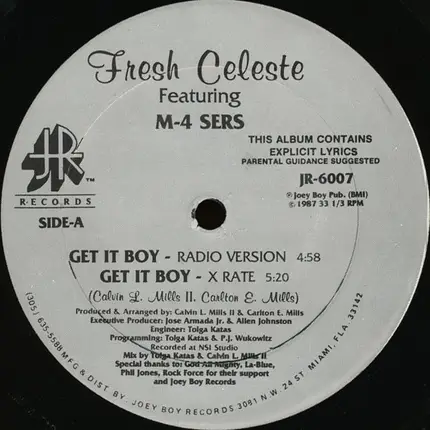 Fresh Celeste
Featuring
M-4 SERS
THIS ALBUM CONTAINS
EXPLICIT LYRICS
PARENTAL GUIDANCE SUGGESTED
JR-6007
℗ Joey Boy Pub. (BMI)
© 1987 33 1/3 RPM
JR ™
RECORDS
SIDE-A
GET IT BOY - RADIO VERSION 4:58
GET IT BOY - X RATE 5:20
(Calvin L. Mills II. Carlton E. Mills)
Produced & Arranged by: Calvin L. Mills II & Carlton E. Mills
Executive Producer: Jose Armada Jr. & Allen Johnston
Engineer: Tolga Katas
Programming: Tolga Katas & P.J. Wukowitz
Recorded at NSI Studio
Mix by Tolga Katas & Calvin L. Mills II
Special thanks to: God All Mighty, La-Blue,
Phil Jones, Rock Force for their support
and Joey Boy Records
(305) 635-5588 MFG & DIST. BY JOEY BOY RECORDS 3081 N.W. 24 ST. MIAMI, FLA. 33142